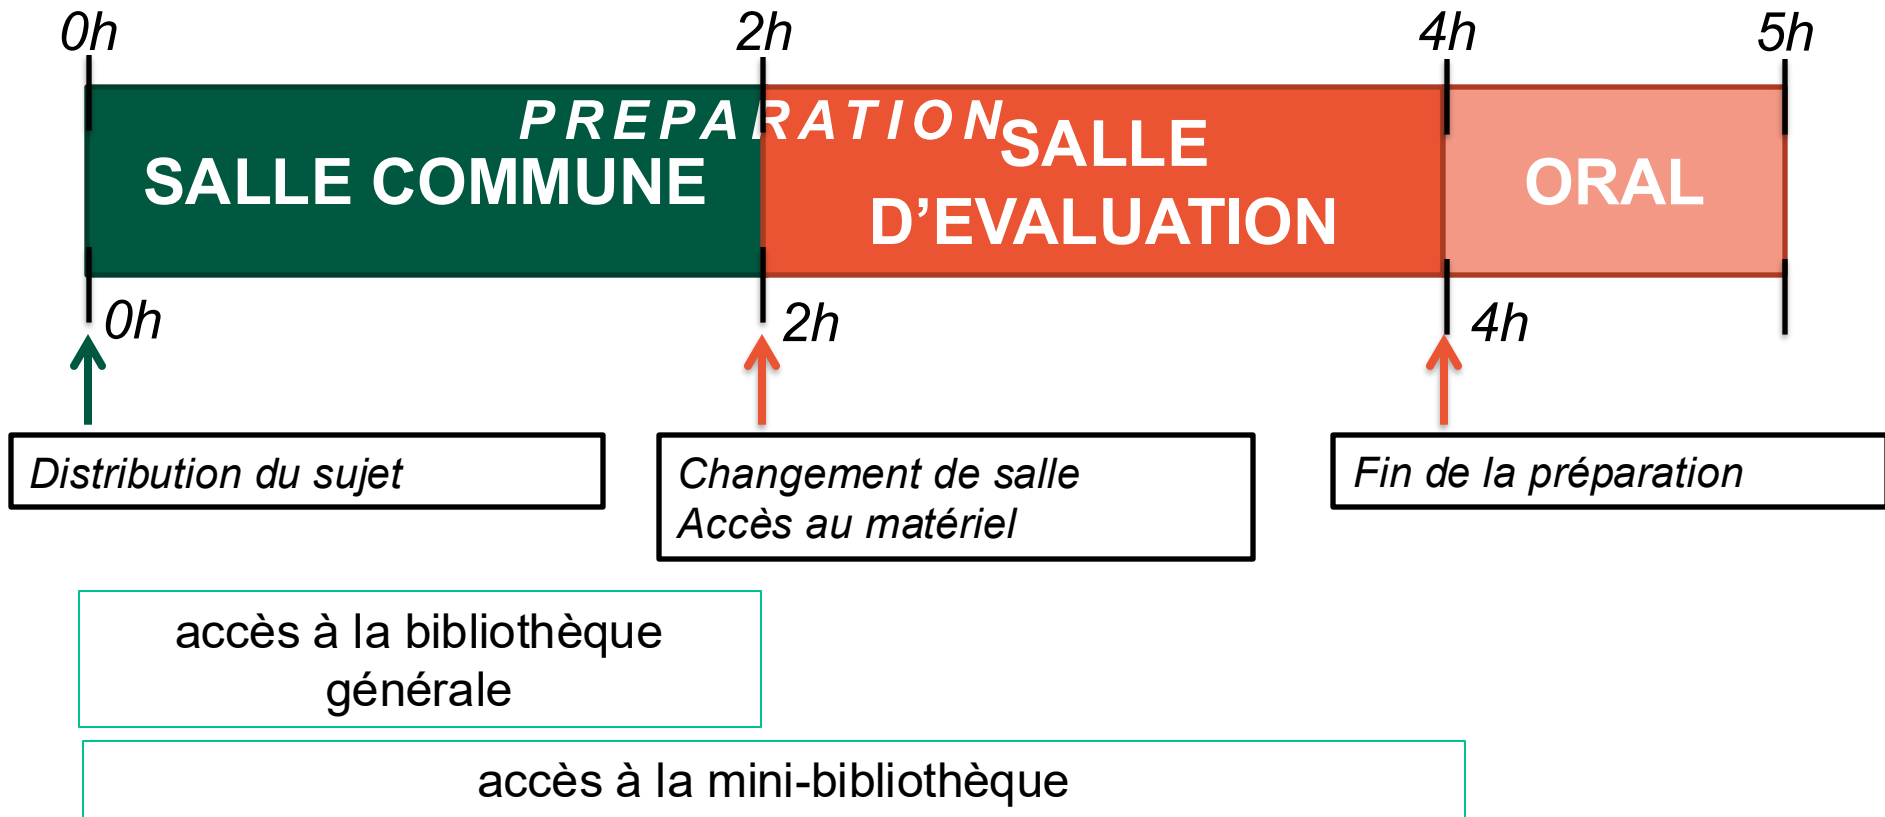 0h 2h 4h 5h
PREPARATION
SALLE COMMUNE
SALLE
D’EVALUATION
ORAL
0h 2h 4h
Distribution du sujet
Changement de salle
Accès au matériel
Fin de la préparation
accès à la bibliothèque
générale
accès à la mini-bibliothèque